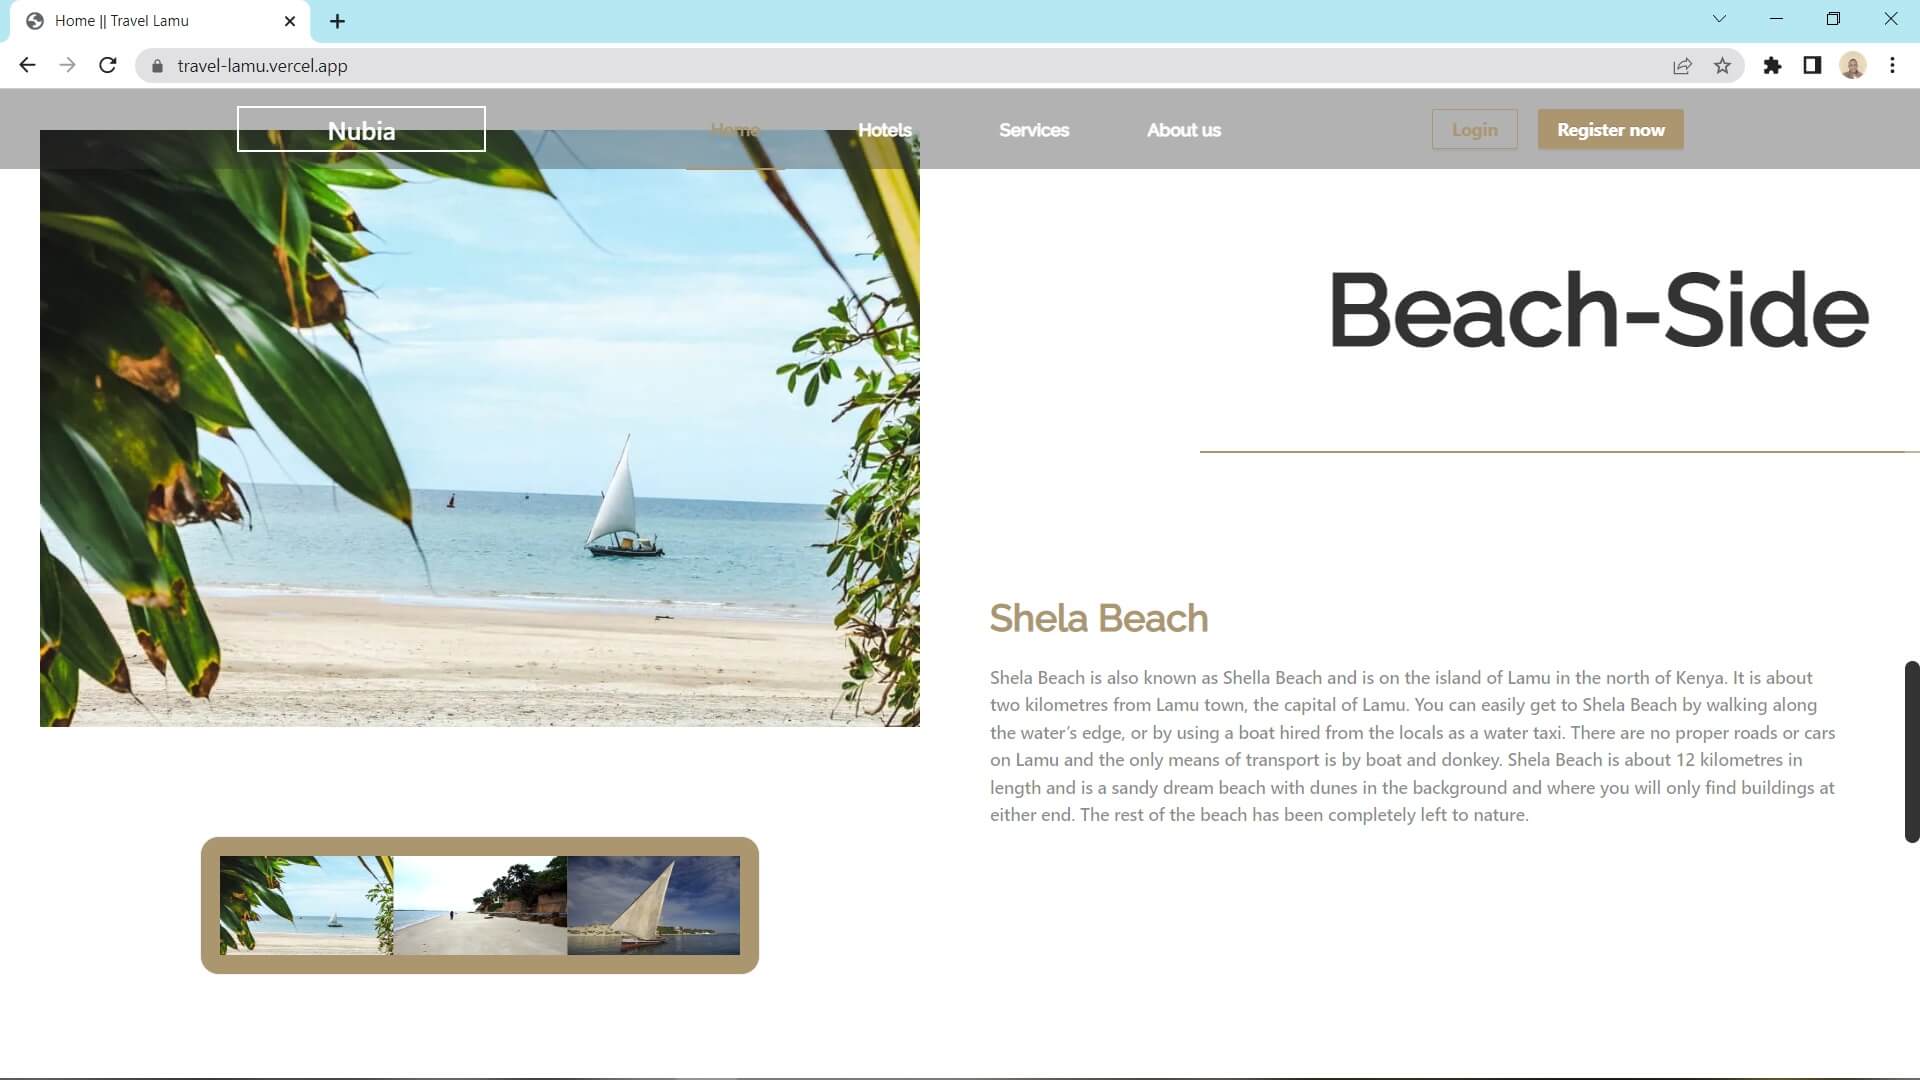 Home || Travel Lamu
travel-lamu.vercel.app
Nubia
Home
Hotels
Services
About us
Login
Register now
Beach-Side
Shela Beach
Shela Beach is also known as Shella Beach and is on the island of Lamu in the north of Kenya. It is about
two kilometres from Lamu town, the capital of Lamu. You can easily get to Shela Beach by walking along
the water’s edge, or by using a boat hired from the locals as a water taxi. There are no proper roads or cars
on Lamu and the only means of transport is by boat and donkey. Shela Beach is about 12 kilometres in
length and is a sandy dream beach with dunes in the background and where you will only find buildings at
either end. The rest of the beach has been completely left to nature.